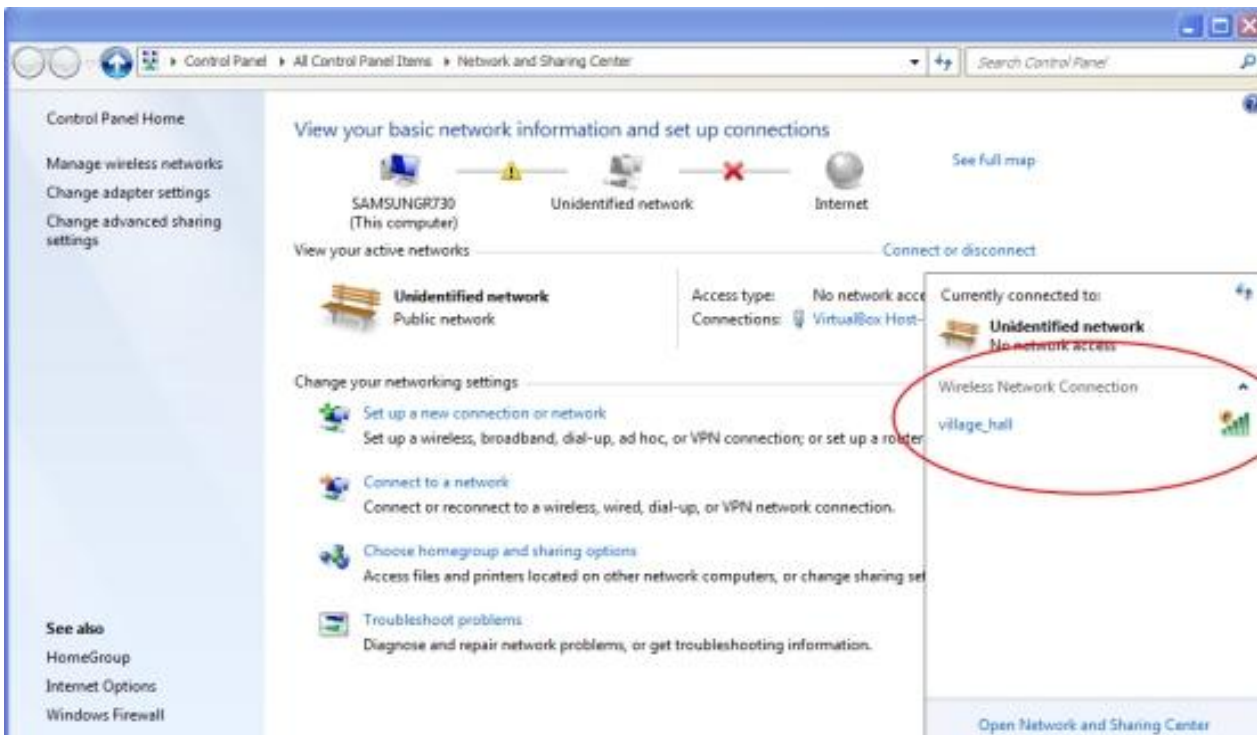 Control Panel
All Control Panel Items
Network and Sharing Center
Search Control Panel
Control Panel Home
Manage wireless networks
Change adapter settings
Change advanced sharing
settings
See also
HomeGroup
Internet Options
Windows Firewall
View your basic network information and set up connections
SAMSUNGR730
(This computer)
Unidentified network
Internet
See full map
View your active networks
Connect or disconnect
Unidentified network
Public network
Access type: No network acce
Connections: VirtualBox Host-
Change your networking settings
Set up a new connection or network
Set up a wireless, broadband, dial-up, ad hoc, or VPN connection; or set up a router
Connect to a network
Connect or reconnect to a wireless, wired, dial-up, or VPN network connection.
Choose homegroup and sharing options
Access files and printers located on other network computers, or change sharing set
Troubleshoot problems
Diagnose and repair network problems, or get troubleshooting information.
Currently connected to:
Unidentified network
No network access
Wireless Network Connection
village_hall
Open Network and Sharing Center